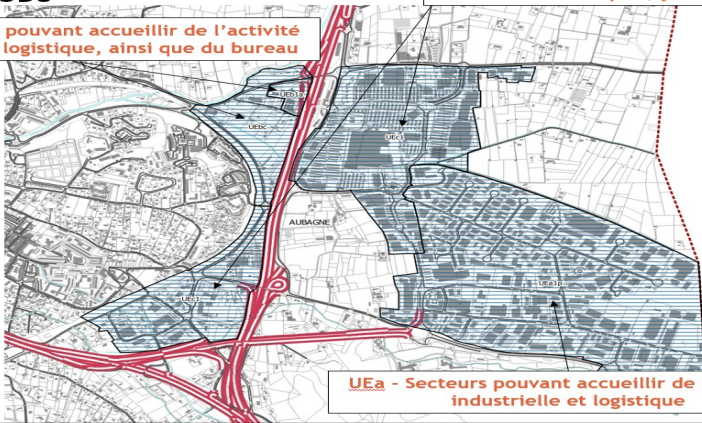 pouvant accueillir de l’activité
logistique, ainsi que du bureau
UEb1a
UEbc
UEc1
AUBAGNE
UEa1p
UEc1
UEa - Secteurs pouvant accueillir de
industrielle et logistique